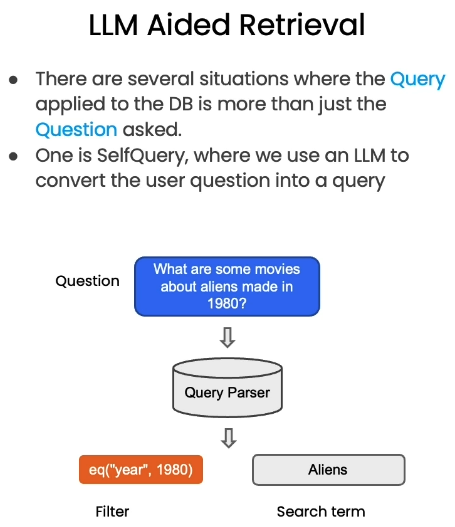 LLM Aided Retrieval
● There are several situations where the Query
applied to the DB is more than just the
Question asked.
● One is SelfQuery, where we use an LLM to
convert the user question into a query
Question
What are some movies
about aliens made in
1980?
Query Parser
eq("year", 1980)
Aliens
Filter
Search term